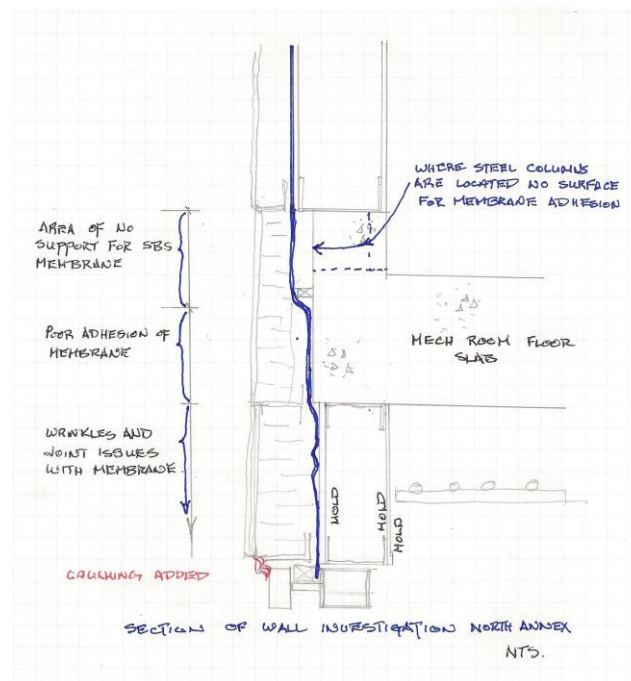 WHERE STEEL COLUMNS
ARE LOCATED NO SURFACE
FOR MEMBRANE ADHESION
AREA OF NO
SUPPORT FOR SBS
MEMBRANE
POOR ADHESION OF
MEMBRANE
MECH ROOM FLOOR
SLAB
WRINKLES AND
JOINT ISSUES
WITH MEMBRANE
MOLD
MOLD
MOLD
CAULKING ADDED
SECTION OF WALL INVESTIGATION NORTH ANNEX
NTS.